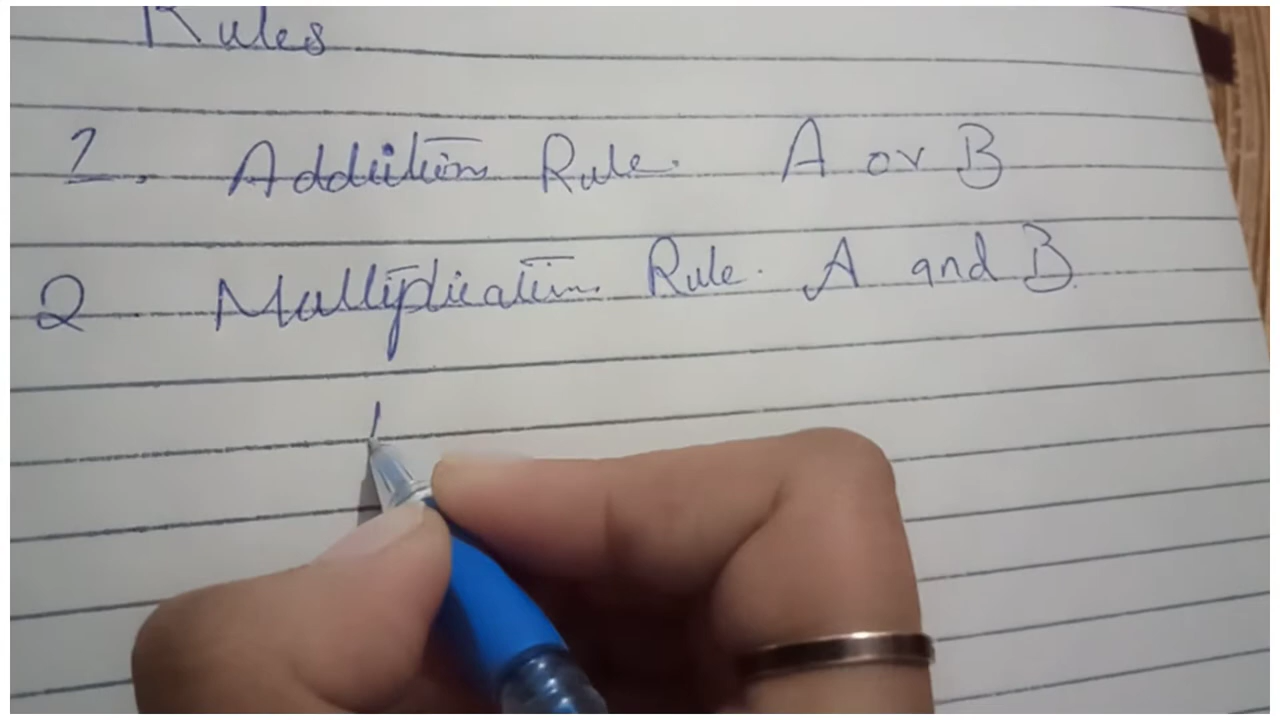 Rules
1. Addition Rule. A or B
2. Multiplication. Rule. A and B.